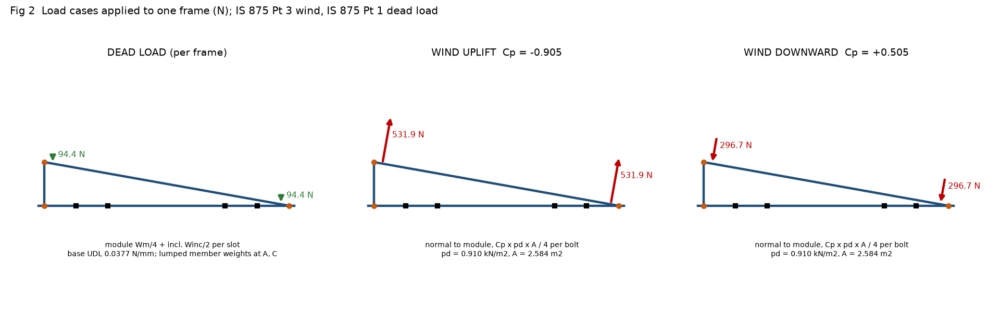 Fig 2  Load cases applied to one frame (N); IS 875 Pt 3 wind, IS 875 Pt 1 dead load
DEAD LOAD (per frame)
94.4 N
94.4 N
module Wm/4 + incl. Winc/2 per slot
base UDL 0.0377 N/mm; lumped member weights at A, C
WIND UPLIFT  Cp = -0.905
531.9 N
531.9 N
normal to module, Cp x pd x A / 4 per bolt
pd = 0.910 kN/m2, A = 2.584 m2
WIND DOWNWARD  Cp = +0.505
296.7 N
296.7 N
normal to module, Cp x pd x A / 4 per bolt
pd = 0.910 kN/m2, A = 2.584 m2